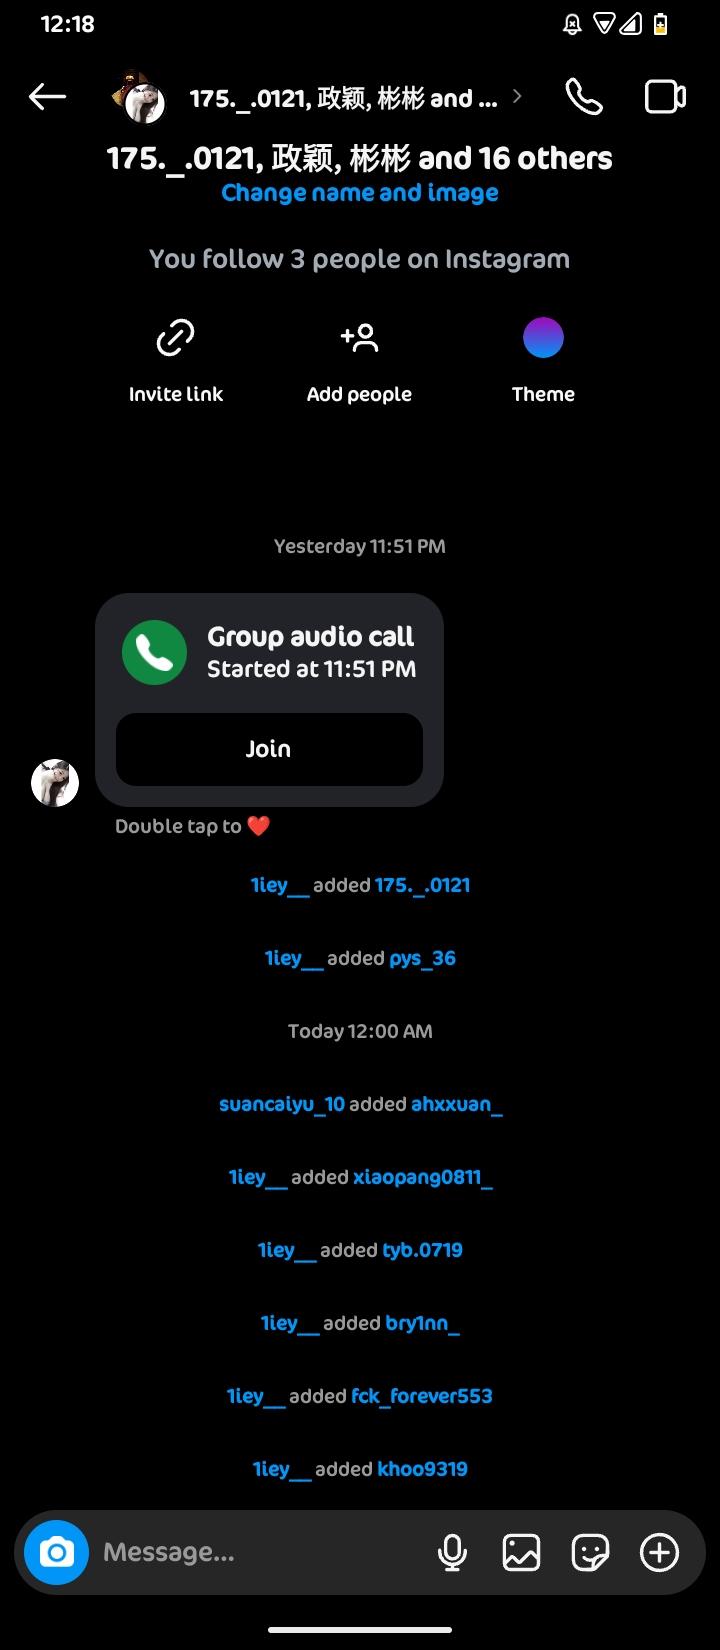 12:18
175._.0121, 政颖, 彬彬 and ...
175._.0121, 政颖, 彬彬 and 16 others
Change name and image
You follow 3 people on Instagram
Invite link
Add people
Theme
Yesterday 11:51 PM
Group audio call
Started at 11:51 PM
Join
Double tap to ❤️
1iey__ added 175._.0121
1iey__ added pys_36
Today 12:00 AM
suancaiyu_10 added ahxxuan_
1iey__ added xiaopang0811_
1iey__ added tyb.0719
1iey__ added bry1nn_
1iey__ added fck_forever553
1iey__ added khoo9319
Message...